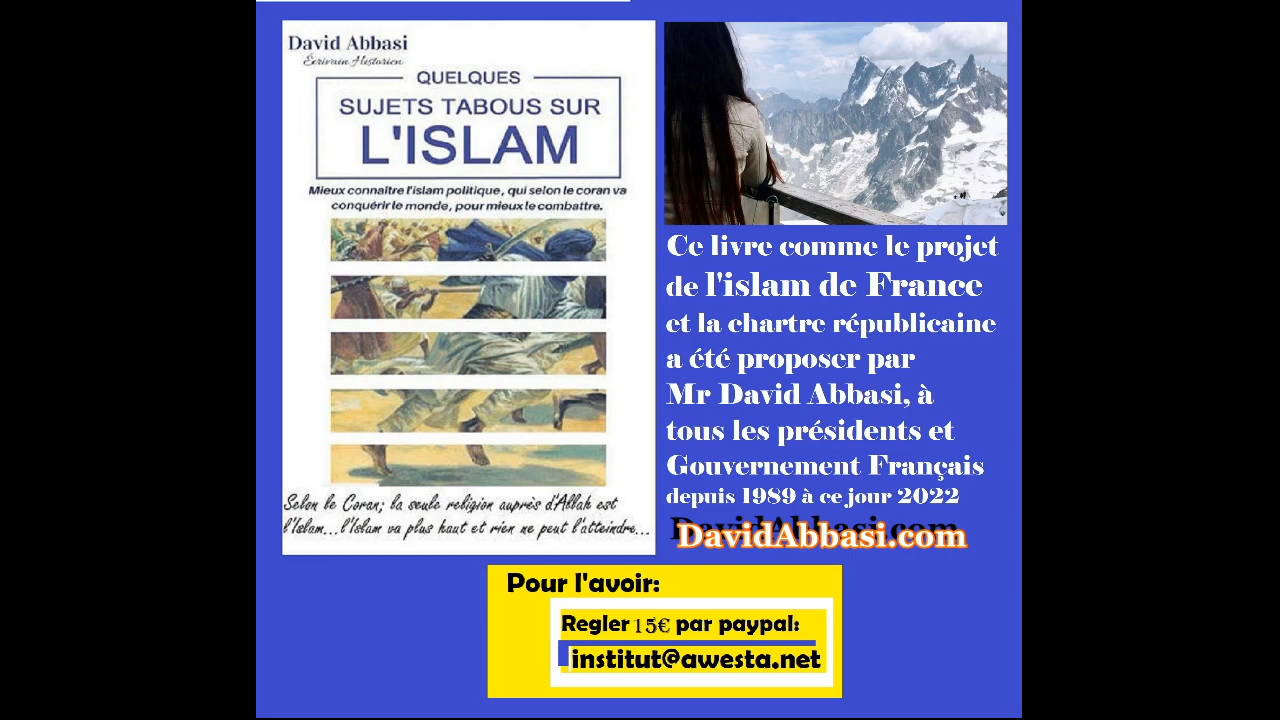 David Abbasi
Écrivain Historien
QUELQUES
SUJETS TABOUS SUR
L'ISLAM
Mieux connaître l'islam politique, qui selon le coran va
conquérir le monde, pour mieux le combattre.
Selon le Coran; la seule religion auprès d'Allah est
l'Islam...l'Islam va plus haut et rien ne peut l'atteindre...
Ce livre comme le projet
de l'islam de France
et la chartre républicaine
a été proposer par
Mr David Abbasi, à
tous les présidents et
Gouvernement Français
depuis 1989 à ce jour 2022
DavidAbbasi.com
Pour l'avoir:
Regler 15€ par paypal:
institut@awesta.net